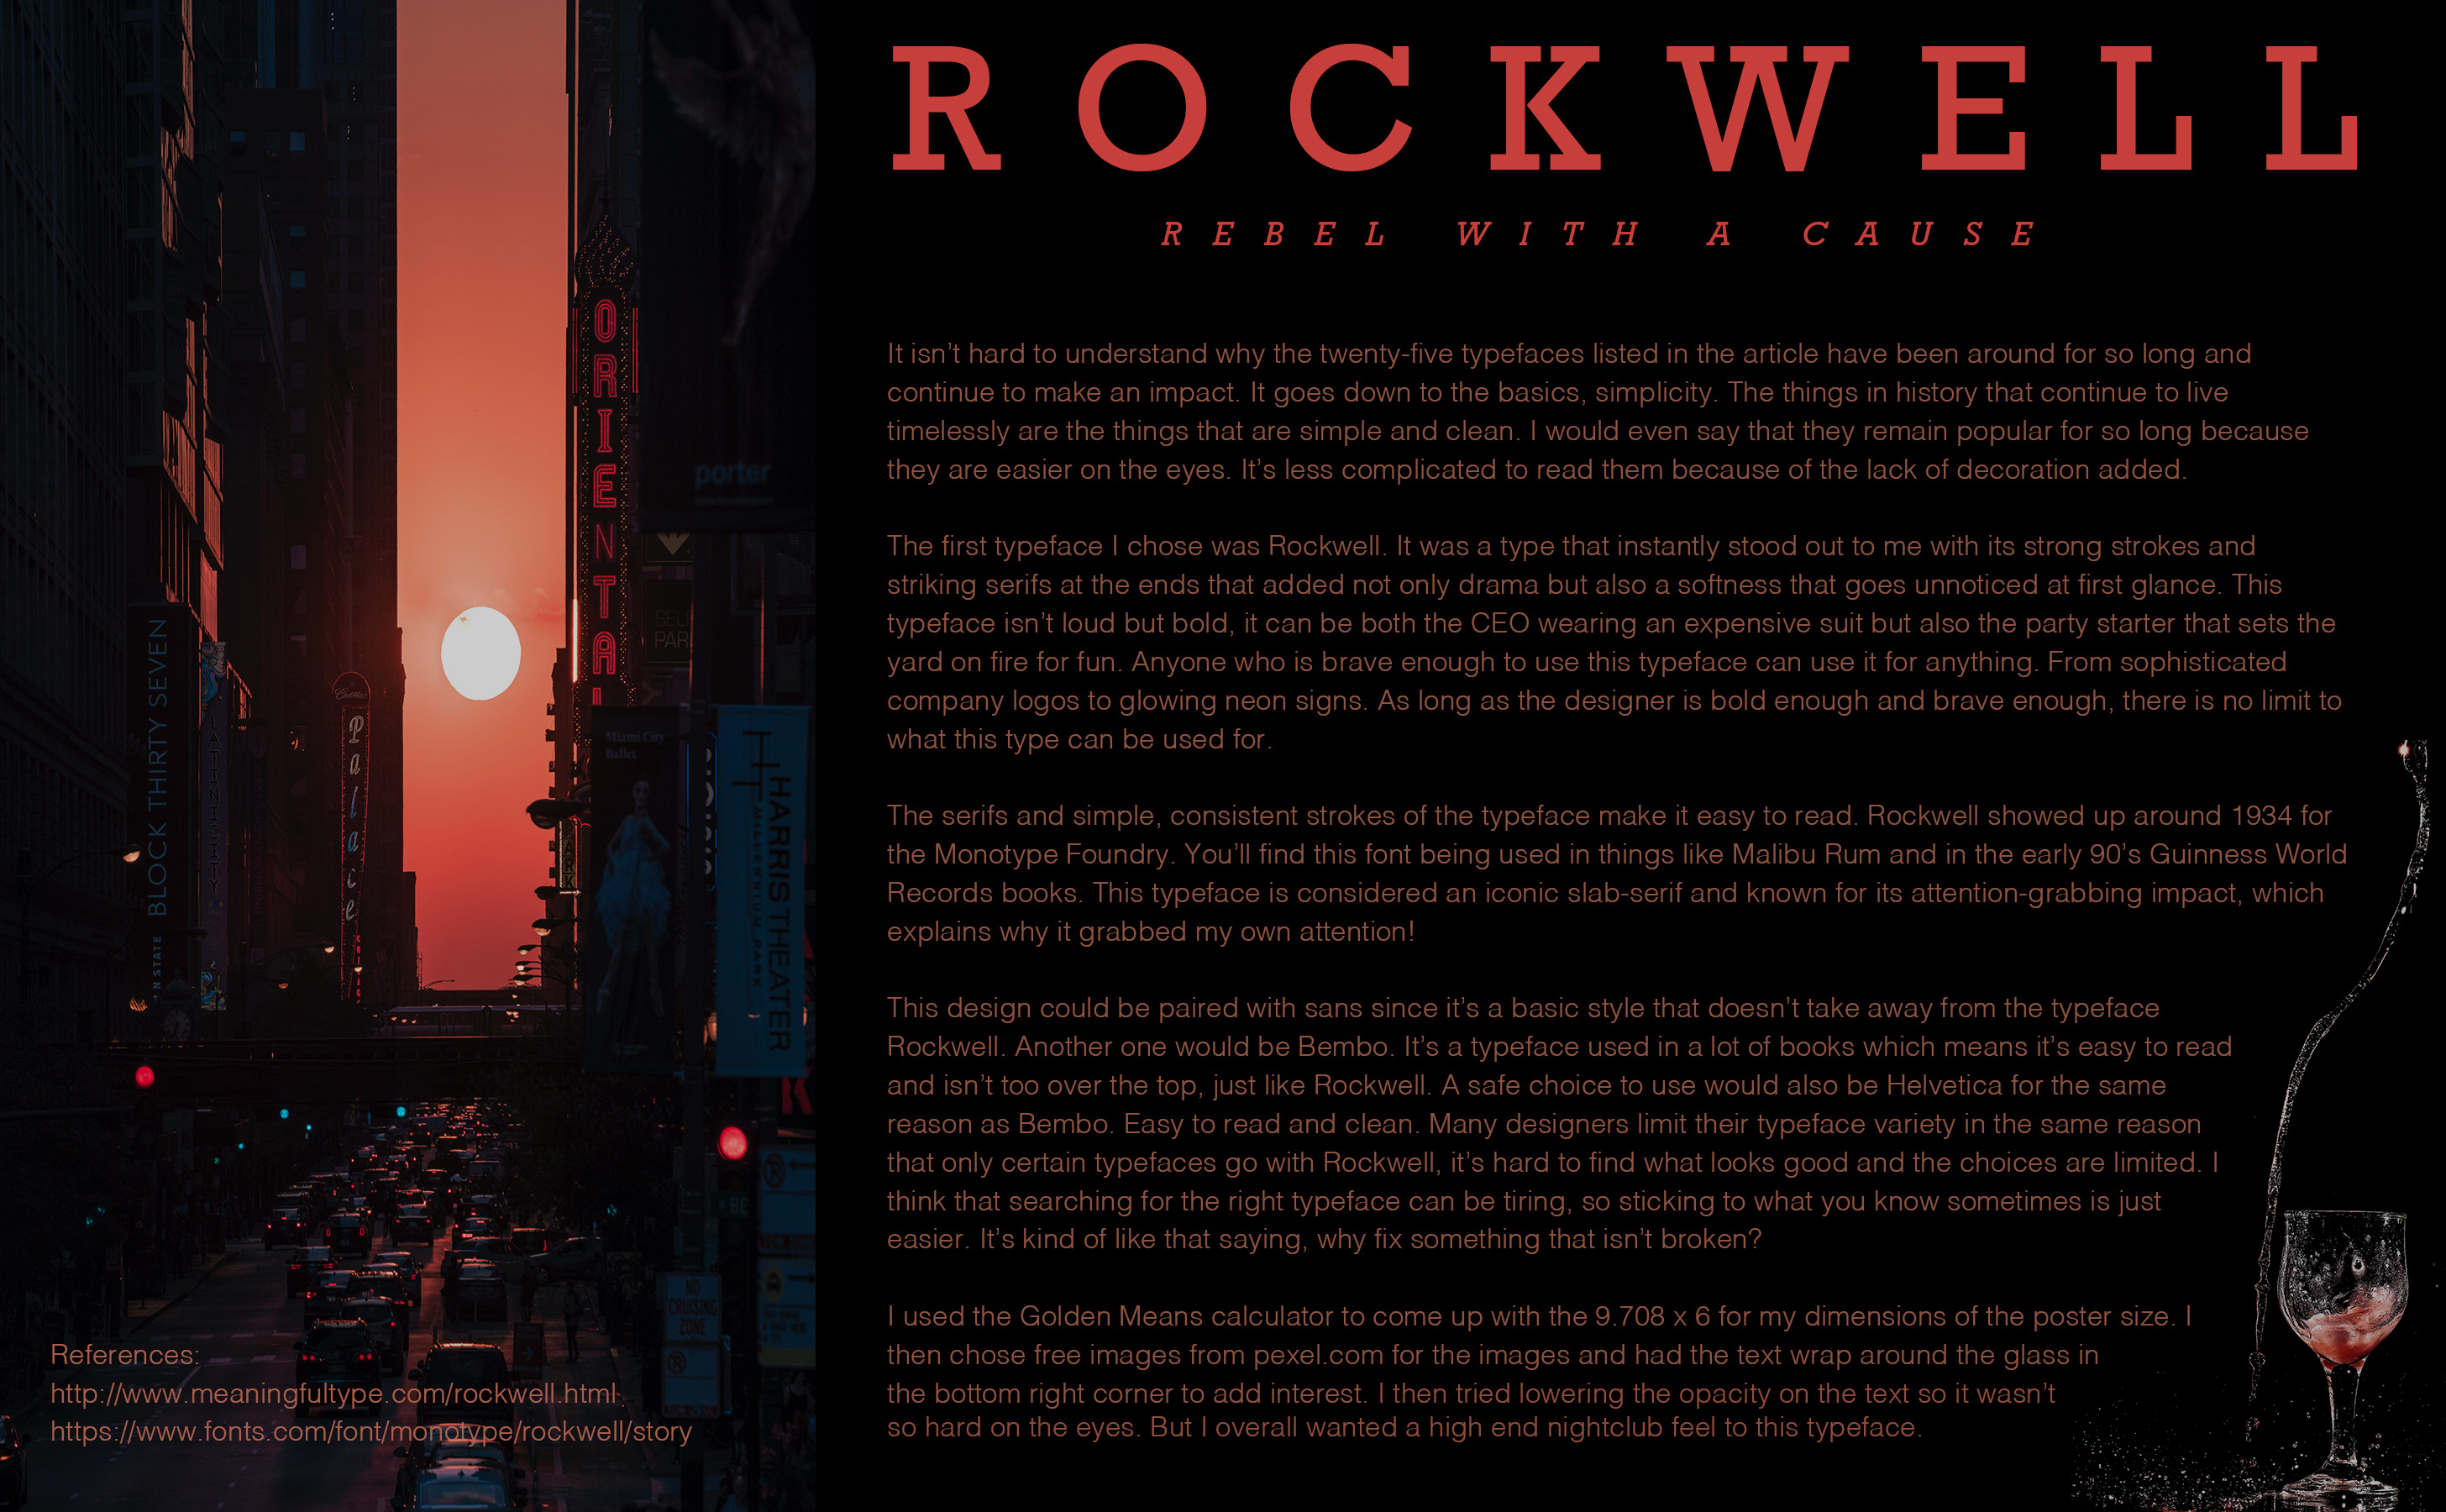 ROCKWELL
REBEL WITH A CAUSE
It isn’t hard to understand why the twenty-five typefaces listed in the article have been around for so long and
continue to make an impact. It goes down to the basics, simplicity. The things in history that continue to live
timelessly are the things that are simple and clean. I would even say that they remain popular for so long because
they are easier on the eyes. It’s less complicated to read them because of the lack of decoration added.
The first typeface I chose was Rockwell. It was a type that instantly stood out to me with its strong strokes and
striking serifs at the ends that added not only drama but also a softness that goes unnoticed at first glance. This
typeface isn’t loud but bold, it can be both the CEO wearing an expensive suit but also the party starter that sets the
yard on fire for fun. Anyone who is brave enough to use this typeface can use it for anything. From sophisticated
company logos to glowing neon signs. As long as the designer is bold enough and brave enough, there is no limit to
what this type can be used for.
The serifs and simple, consistent strokes of the typeface make it easy to read. Rockwell showed up around 1934 for
the Monotype Foundry. You’ll find this font being used in things like Malibu Rum and in the early 90’s Guinness World
Records books. This typeface is considered an iconic slab-serif and known for its attention-grabbing impact, which
explains why it grabbed my own attention!
This design could be paired with sans since it’s a basic style that doesn’t take away from the typeface
Rockwell. Another one would be Bembo. It’s a typeface used in a lot of books which means it’s easy to read
and isn’t too over the top, just like Rockwell. A safe choice to use would also be Helvetica for the same
reason as Bembo. Easy to read and clean. Many designers limit their typeface variety in the same reason
that only certain typefaces go with Rockwell, it’s hard to find what looks good and the choices are limited. I
think that searching for the right typeface can be tiring, so sticking to what you know sometimes is just
easier. It’s kind of like that saying, why fix something that isn’t broken?
I used the Golden Means calculator to come up with the 9.708 x 6 for my dimensions of the poster size. I
then chose free images from pexel.com for the images and had the text wrap around the glass in
the bottom right corner to add interest. I then tried lowering the opacity on the text so it wasn’t
so hard on the eyes. But I overall wanted a high end nightclub feel to this typeface.
References:
http://www.meaningfultype.com/rockwell.html
https://www.fonts.com/font/monotype/rockwell/story
ORIENTAL
porter
SELF
PAR
BLOCK THIRTY SEVEN
N STATE
LATINICITY
Cadillac
Palace
Miami City
Ballet
HARRIS THEATER
MILLENNIUM PARK
PARK
BE
NO
CRUISING
ZONE